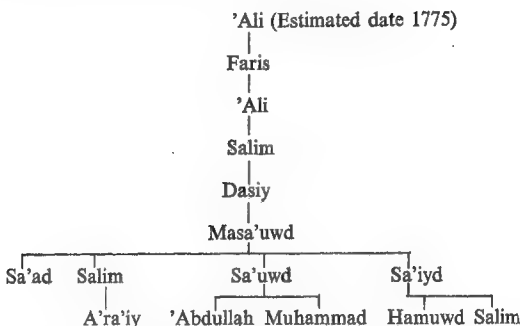 ’Ali (Estimated date 1775)
Faris
’Ali
Salim
Dasiy
Masa’uwd
Sa’ad Salim Sa’uwd Sa’iyd
A’ra’iy ’Abdullah Muhammad Hamuwd Salim